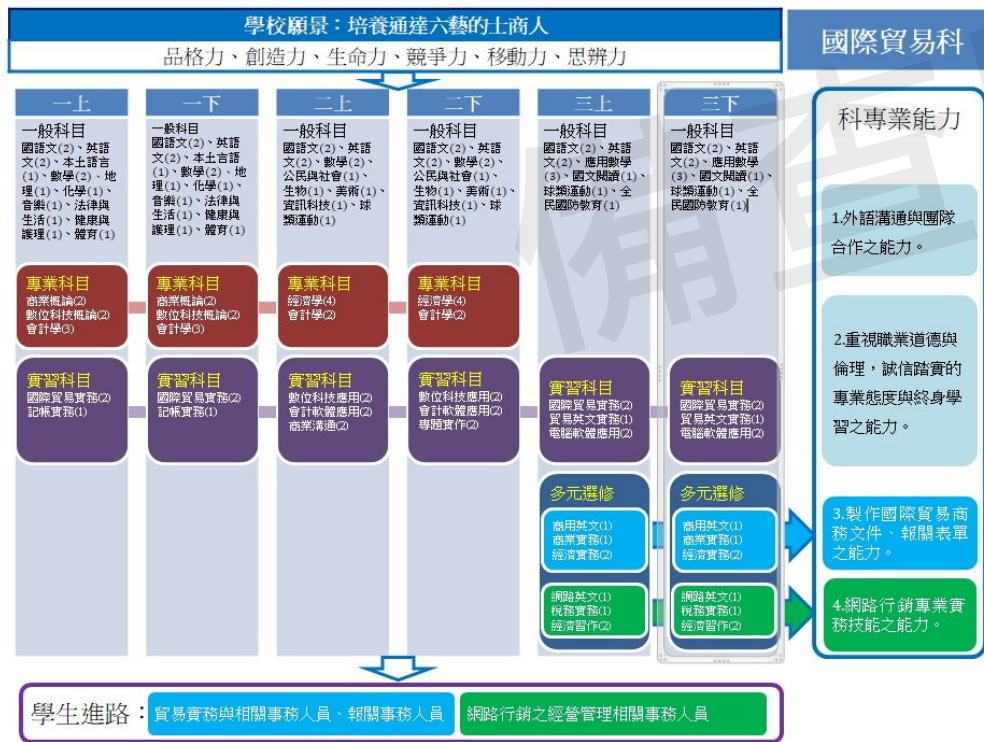 學校願景：培養通達六藝的士商人
品格力、創造力、生命力、競爭力、移動力、思辨力
國際貿易科
一上
一般科目
國語文(2)、英語
文(2)、本土語言
(1)、數學(2)、地
理(1)、化學(1)、
音樂(1)、法律與
生活(1)、健康與
護理(1)、體育(1)
專業科目
商業概論(2)
數位科技概論(2)
會計學(3)
實習科目
國際貿易實務(2)
記帳實務(1)
一下
一般科目
國語文(2)、英語
文(2)、本土言語
(1)、數學(2)、地
理(1)、化學(1)、
音樂(1)、法律與
生活(1)、健康與
護理(1)、體育(1)
專業科目
商業概論(2)
數位科技概論(2)
會計學(3)
實習科目
國際貿易實務(2)
記帳實務(1)
二上
一般科目
國語文(2)、英語
文(2)、數學(2)、
公民與社會(1)、
生物(1)、美術(1)、
資訊科技(1)、球
類運動(1)
專業科目
經濟學(4)
會計學(2)
實習科目
數位科技應用(2)
會計軟體應用(2)
商業溝通(2)
二下
一般科目
國語文(2)、英語
文(2)、數學(2)、
公民與社會(1)、
生物(1)、美術(1)、
資訊科技(1)、球
類運動(1)
專業科目
經濟學(4)
會計學(2)
實習科目
數位科技應用(2)
會計軟體應用(2)
專題實作(2)
三上
一般科目
國語文(2)、英語
文(2)、應用數學
(3)、國文閱讀(1)、
球類運動(1)、全
民國防教育(1)
實習科目
國際貿易實務(2)
貿易英文實務(1)
電腦軟體應用(2)
多元選修
商用英文(1)
商業實務(1)
經濟實務(2)
網路英文(1)
稅務實務(1)
經濟習作(2)
三下
一般科目
國語文(2)、英語
文(2)、應用數學
(3)、國文閱讀(1)、
球類運動(1)、全
民國防教育(1)
實習科目
國際貿易實務(2)
貿易英文實務(1)
電腦軟體應用(2)
多元選修
商用英文(1)
商業實務(1)
經濟實務(2)
網路英文(1)
稅務實務(1)
經濟習作(2)
科專業能力
1.外語溝通與團隊
合作之能力。
2.重視職業道德與
倫理，誠信踏實的
專業態度與終身學
習之能力。
3.製作國際貿易商
務文件、報關表單
之能力。
4.網路行銷專業實
務技能之能力。
學生進路：
貿易實務與相關事務人員、報關事務人員
網路行銷之經營管理相關事務人員
備查